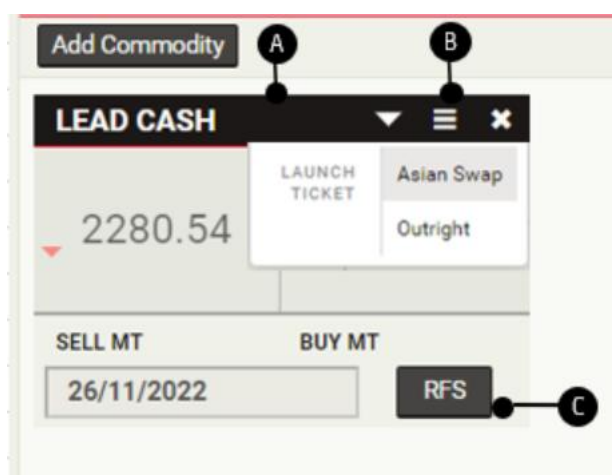 Add Commodity
A
B
LEAD CASH
LAUNCH
TICKET
Asian Swap
Outright
2280.54
SELL MT
BUY MT
26/11/2022
RFS
C